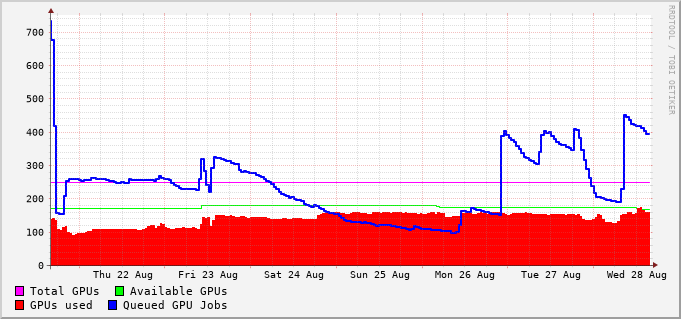 RRDTOOL / TOBI OETIKER
700
600
500
400
300
200
100
0
Thu 22 Aug Fri 23 Aug Sat 24 Aug Sun 25 Aug Mon 26 Aug Tue 27 Aug Wed 28 Aug
Total GPUs Available GPUs
GPUs used Queued GPU Jobs